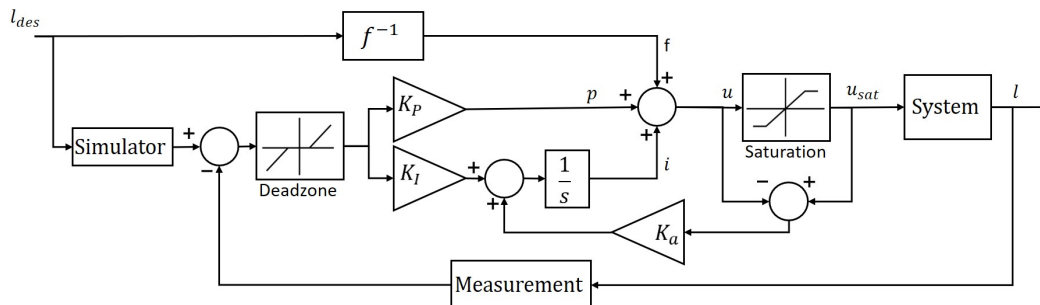 l_des
f⁻¹
f
+
K_P
p
+
+
u
Saturation
u_sat
System
l
Simulator
+
−
Deadzone
K_I
+
+
1/s
i
−
+
K_a
Measurement